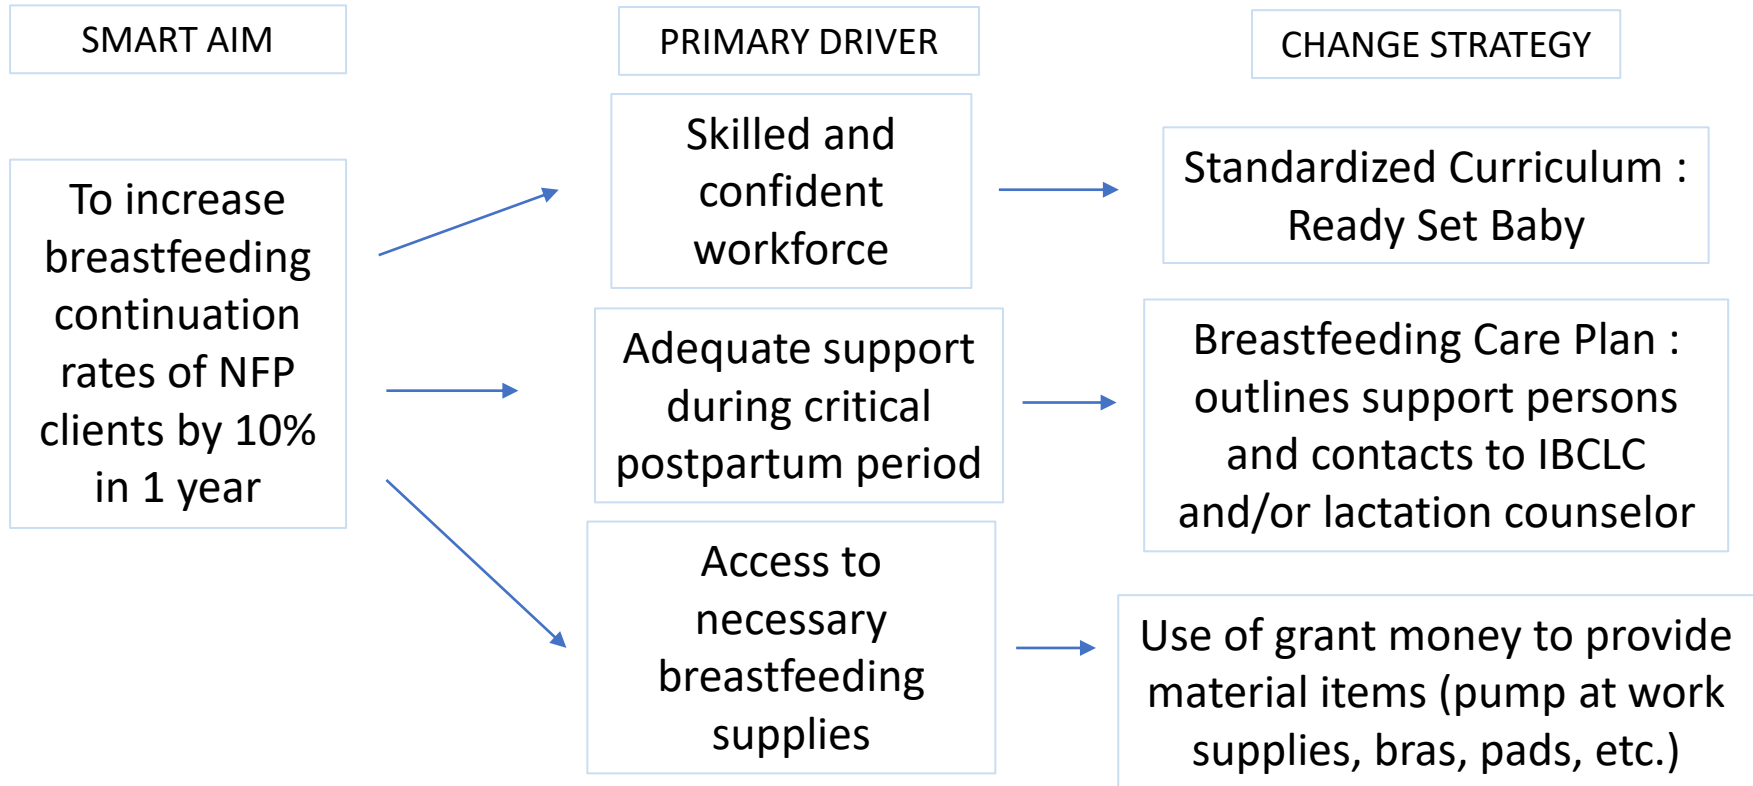 SMART AIM
PRIMARY DRIVER
CHANGE STRATEGY
To increase
breastfeeding
continuation
rates of NFP
clients by 10%
in 1 year
Skilled and
confident
workforce
Standardized Curriculum :
Ready Set Baby
Adequate support
during critical
postpartum period
Breastfeeding Care Plan :
outlines support persons
and contacts to IBCLC
and/or lactation counselor
Access to
necessary
breastfeeding
supplies
Use of grant money to provide
material items (pump at work
supplies, bras, pads, etc.)